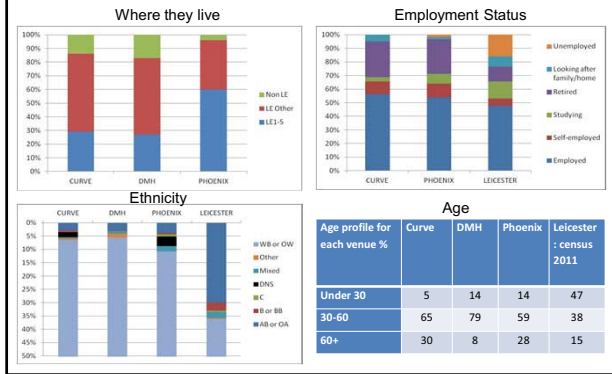 Where they live
100%
90%
80%
70%
60%
50%
40%
30%
20%
10%
0%
CURVE DMH PHOENIX
Non LE
LE Other
LE1-5
Employment Status
100%
90%
80%
70%
60%
50%
40%
30%
20%
10%
0%
CURVE PHOENIX LEICESTER
Unemployed
Looking after
family/home
Retired
Studying
Self-employed
Employed
Ethnicity
CURVE DMH PHOENIX LEICESTER
0%
5%
10%
15%
20%
25%
30%
35%
40%
45%
50%
WB or OW
Other
Mixed
DNS
C
B or BB
AB or OA
Age
Age profile for each venue % Curve DMH Phoenix Leicester : census 2011
Under 30 5 14 14 47
30-60 65 79 59 38
60+ 30 8 28 15